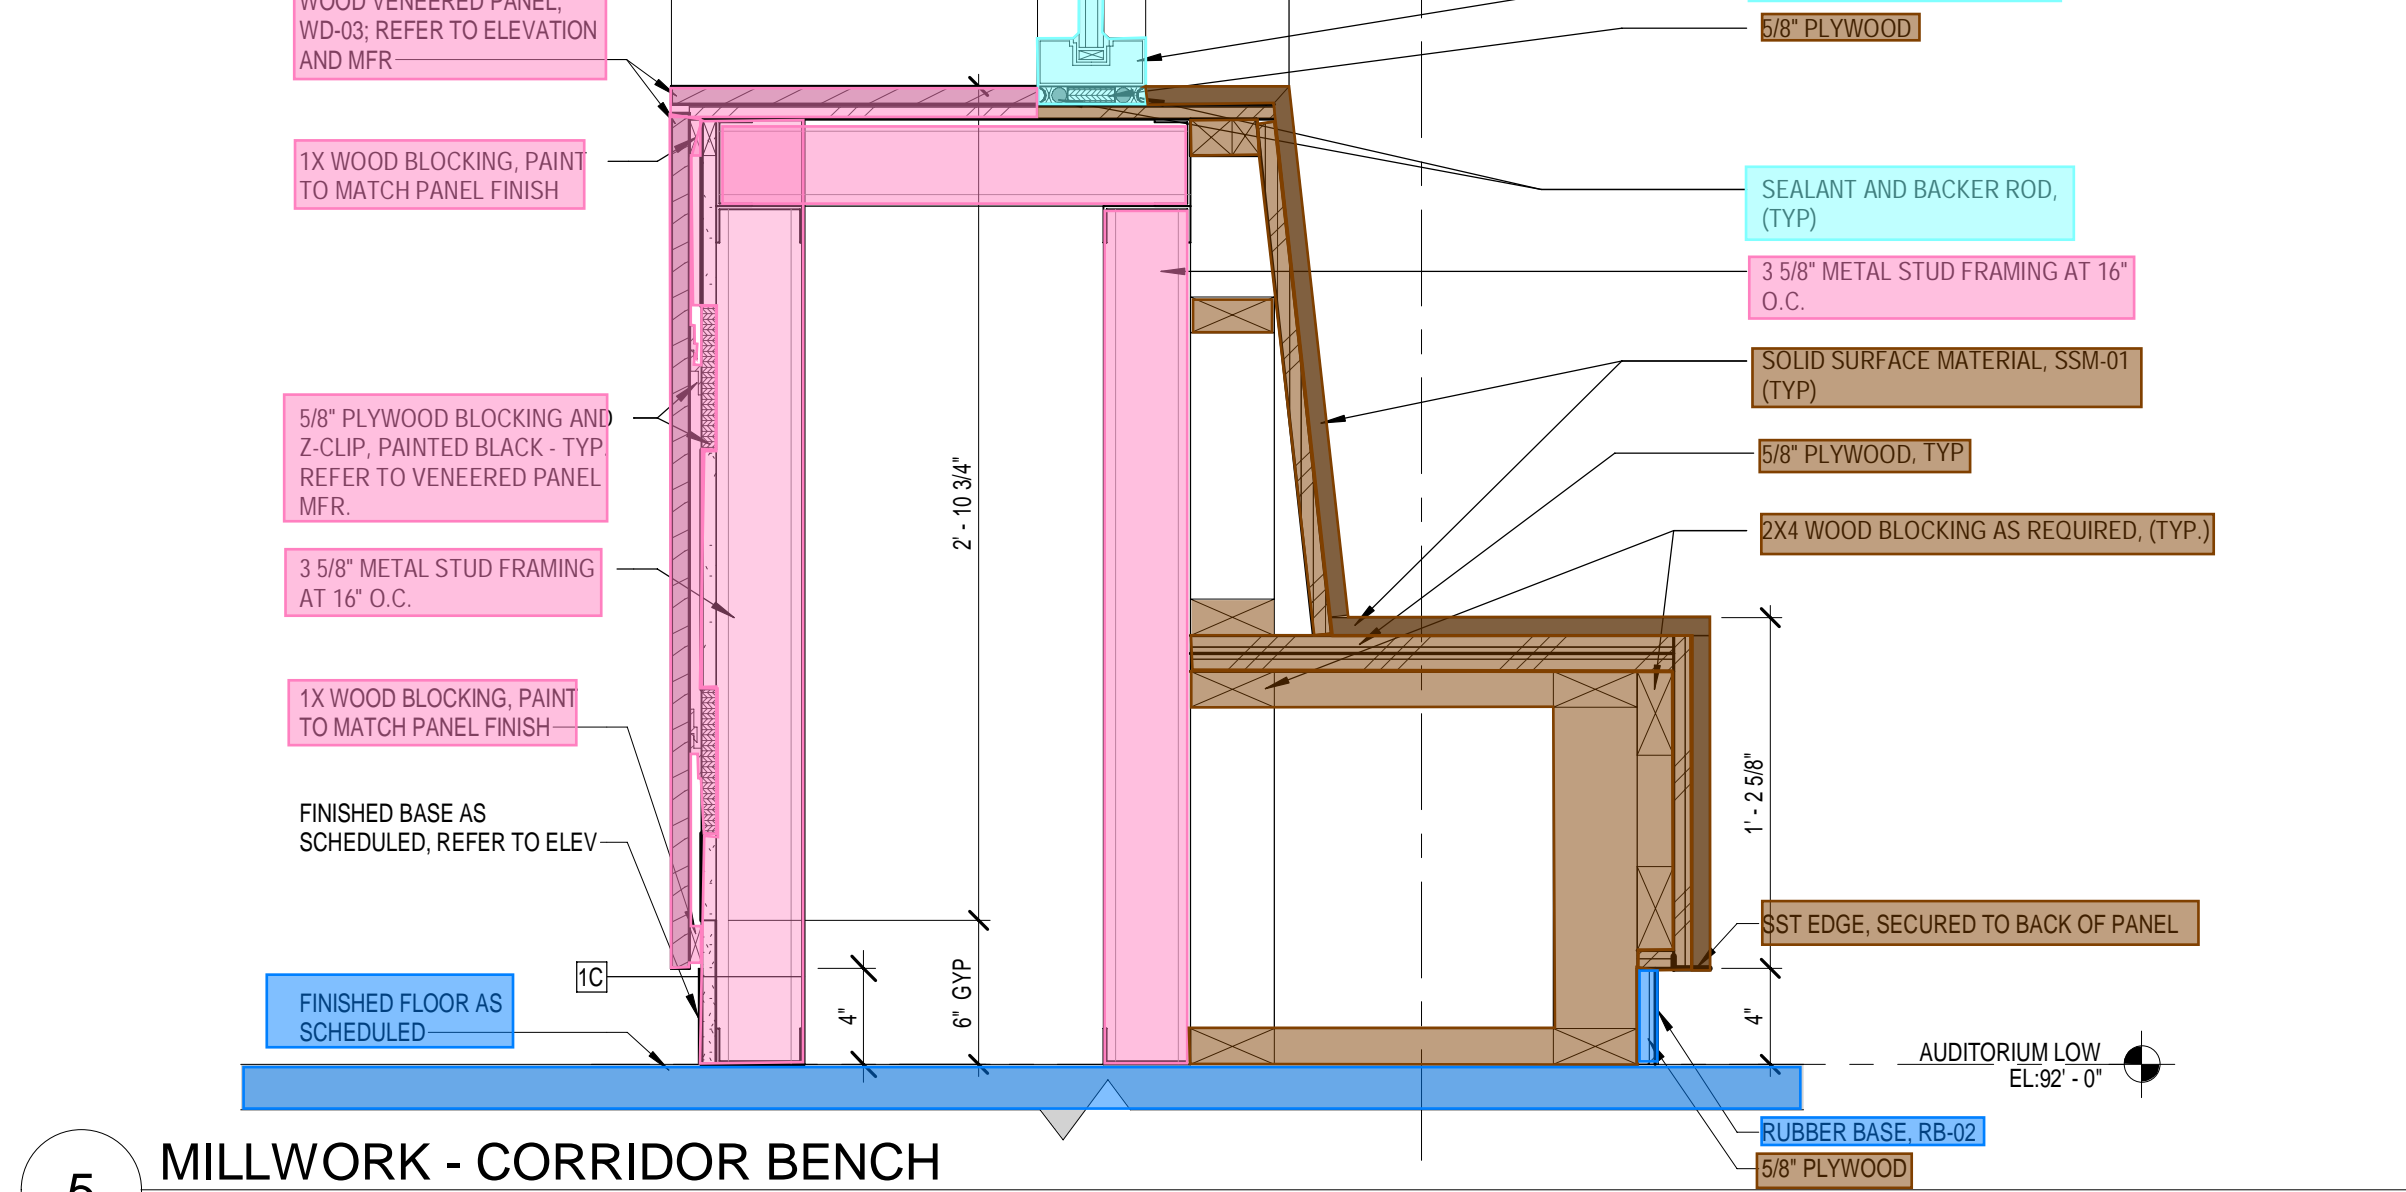 WOOD VENEERED PANEL,
WD-03; REFER TO ELEVATION
AND MFR
1X WOOD BLOCKING, PAINT
TO MATCH PANEL FINISH
5/8" PLYWOOD BLOCKING AND
Z-CLIP, PAINTED BLACK - TYP.
REFER TO VENEERED PANEL
MFR.
3 5/8" METAL STUD FRAMING
AT 16" O.C.
1X WOOD BLOCKING, PAINT
TO MATCH PANEL FINISH
FINISHED BASE AS
SCHEDULED, REFER TO ELEV
1C
FINISHED FLOOR AS
SCHEDULED
2' - 10 3/4"
6" GYP
4"
5/8" PLYWOOD
SEALANT AND BACKER ROD,
(TYP)
3 5/8" METAL STUD FRAMING AT 16"
O.C.
SOLID SURFACE MATERIAL, SSM-01
(TYP)
5/8" PLYWOOD, TYP
2X4 WOOD BLOCKING AS REQUIRED, (TYP.)
1' - 2 5/8"
SST EDGE, SECURED TO BACK OF PANEL
4"
AUDITORIUM LOW
EL:92' - 0"
RUBBER BASE, RB-02
5/8" PLYWOOD
5
MILLWORK - CORRIDOR BENCH